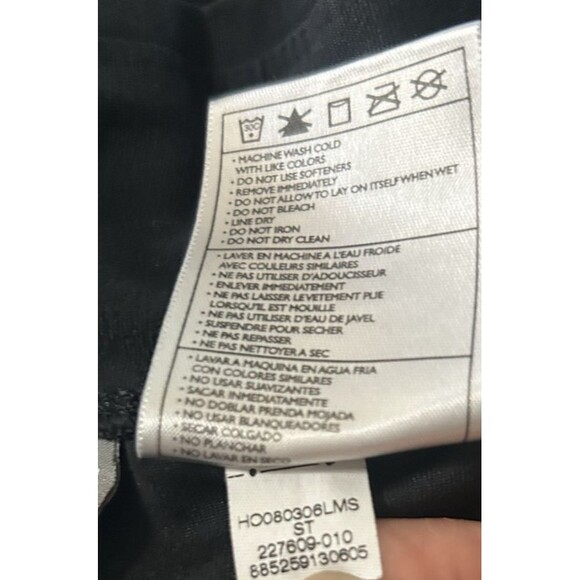 30C
• MACHINE WASH COLD
WITH LIKE COLORS
• DO NOT USE SOFTENERS
• REMOVE IMMEDIATELY
• DO NOT ALLOW TO LAY ON ITSELF WHEN WET
• DO NOT BLEACH
• LINE DRY
• DO NOT IRON
• DO NOT DRY CLEAN
• LAVER EN MACHINE A L'EAU FROIDE
AVEC COULEURS SIMILAIRES
• NE PAS UTILISER D'ADOUCISSEUR
• ENLEVER IMMEDIATEMENT
• NE PAS LAISSER LE VETEMENT PLIE
LORSQU'IL EST MOUILLE
• NE PAS UTILISER D'EAU DE JAVEL
• SUSPENDRE POUR SECHER
• NE PAS REPASSER
• NE PAS NETTOYER A SEC
• LAVAR A MAQUINA EN AGUA FRIA
CON COLORES SIMILARES
• NO USAR SUAVIZANTES
• SACAR INMEDIATAMENTE
• NO DOBLAR PRENDA MOJADA
• NO USAR BLANQUEADORES
• SECAR COLGADO
• NO PLANCHAR
• NO LAVAR EN SECO
HO080306LMS
ST
227609-010
885259130605